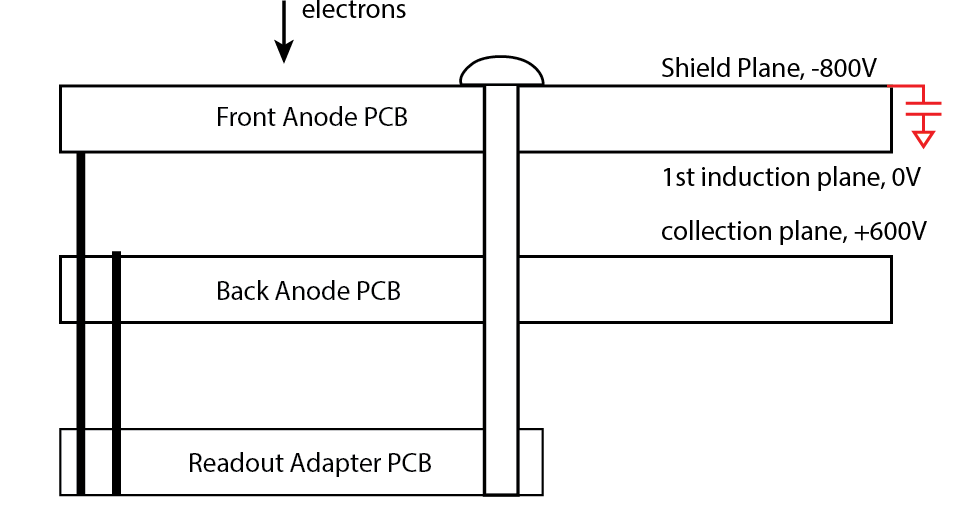 electrons
Shield Plane, -800V
Front Anode PCB
1st induction plane, 0V
collection plane, +600V
Back Anode PCB
Readout Adapter PCB